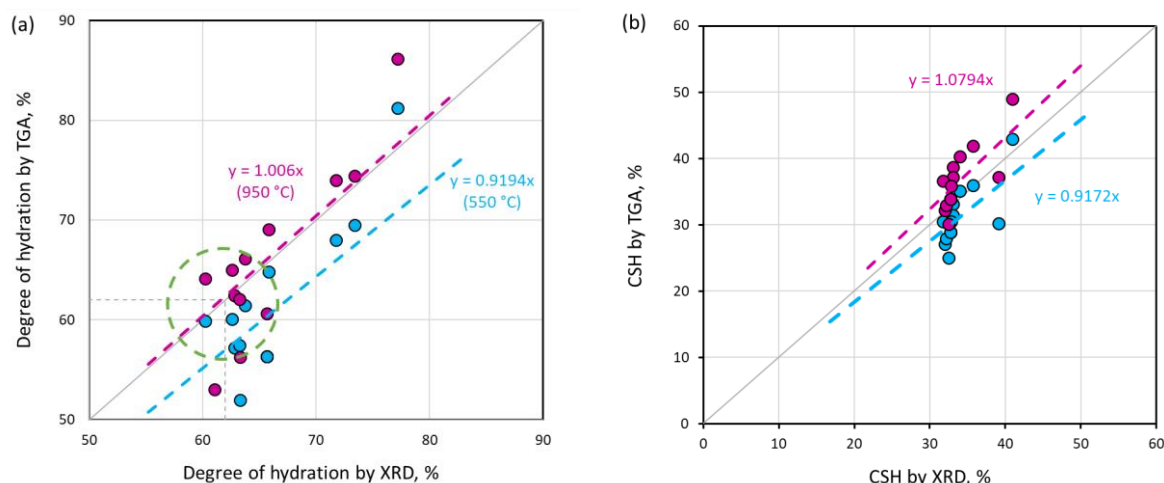 (a)
90
80
70
60
50
50
60
70
80
90
Degree of hydration by TGA, %
Degree of hydration by XRD, %
y = 1.006x
(950 °C)
y = 0.9194x
(550 °C)
(b)
60
50
40
30
20
10
0
0
10
20
30
40
50
60
CSH by TGA, %
CSH by XRD, %
y = 1.0794x
y = 0.9172x